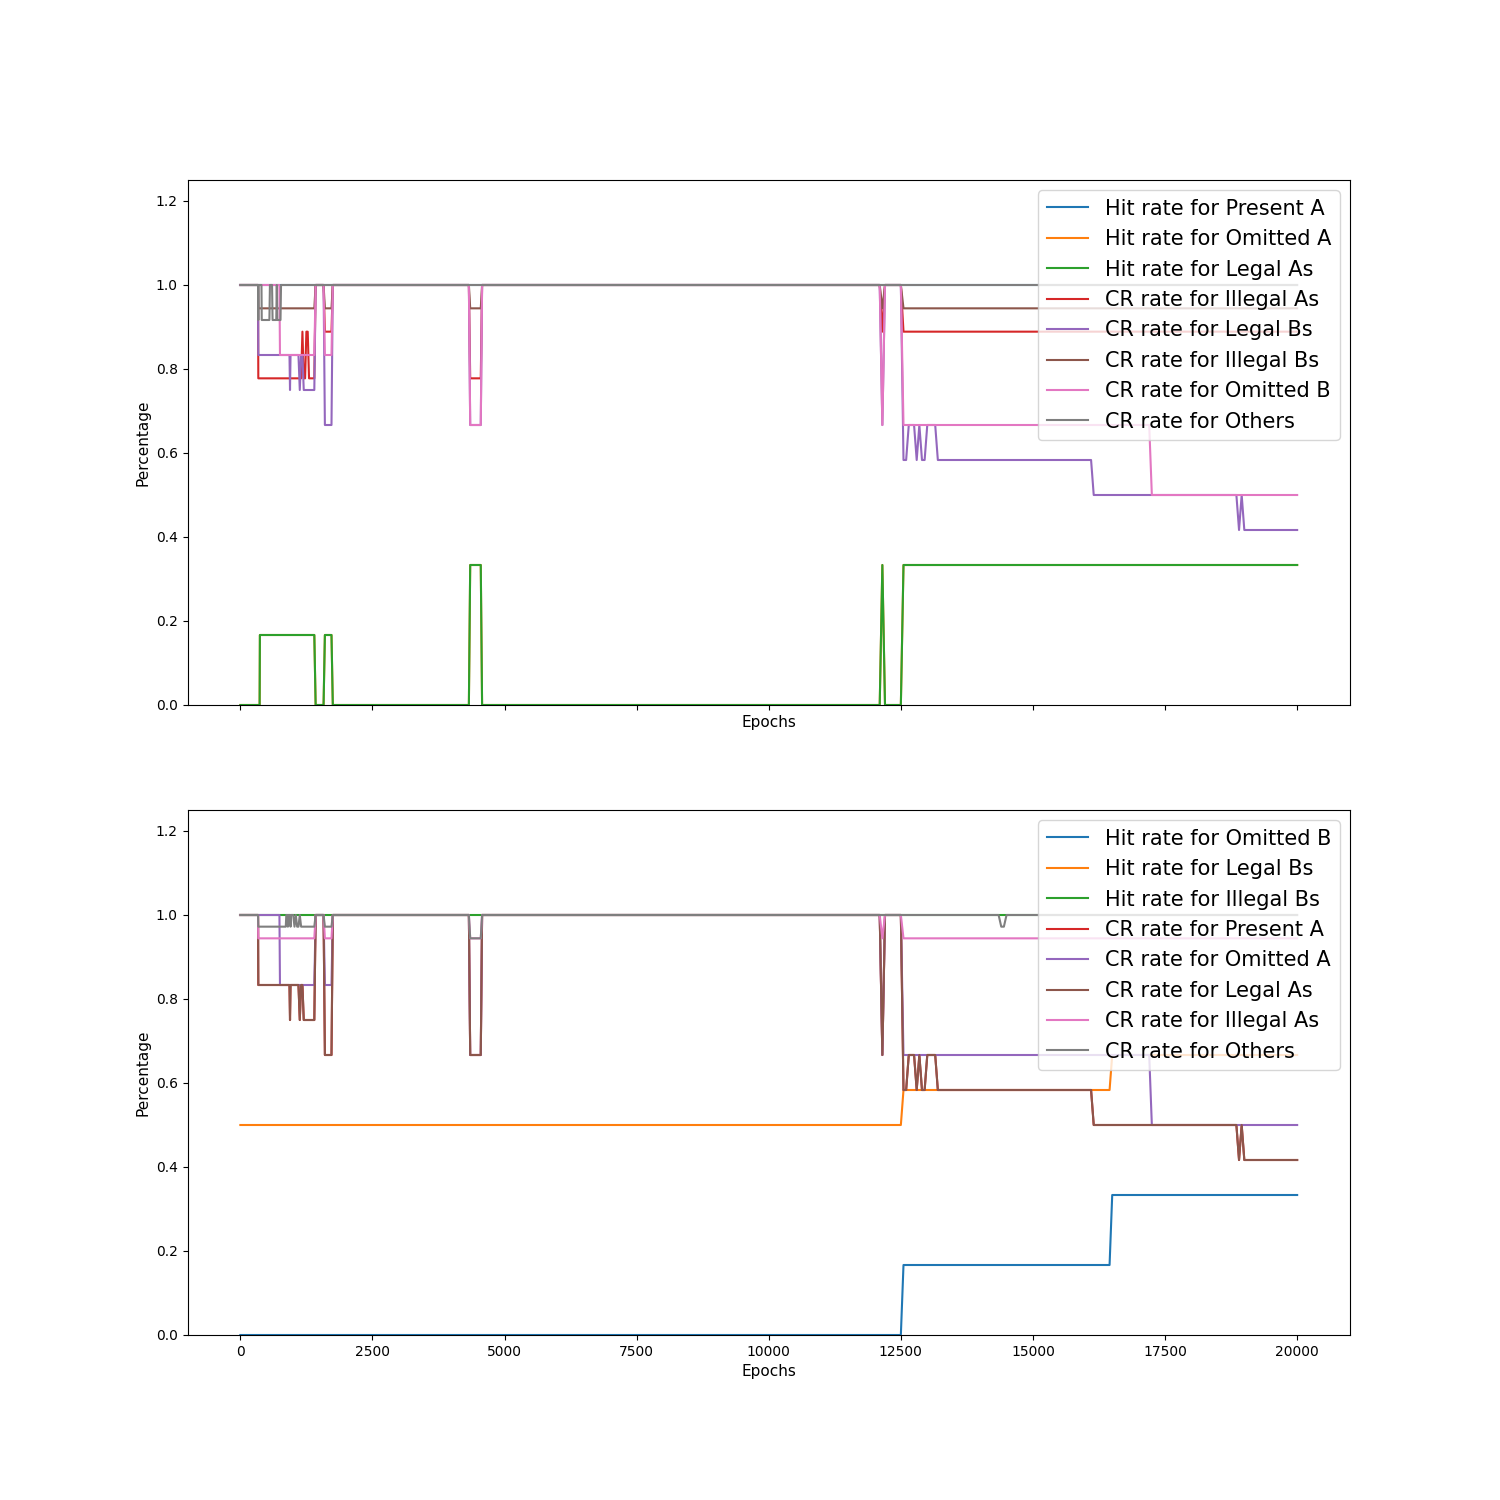 1.2
1.0
0.8
0.6
0.4
0.2
0.0
Percentage
Epochs
Hit rate for Present A
Hit rate for Omitted A
Hit rate for Legal As
CR rate for Illegal As
CR rate for Legal Bs
CR rate for Illegal Bs
CR rate for Omitted B
CR rate for Others
1.2
1.0
0.8
0.6
0.4
0.2
0.0
Percentage
0 2500 5000 7500 10000 12500 15000 17500 20000
Epochs
Hit rate for Omitted B
Hit rate for Legal Bs
Hit rate for Illegal Bs
CR rate for Present A
CR rate for Omitted A
CR rate for Legal As
CR rate for Illegal As
CR rate for Others